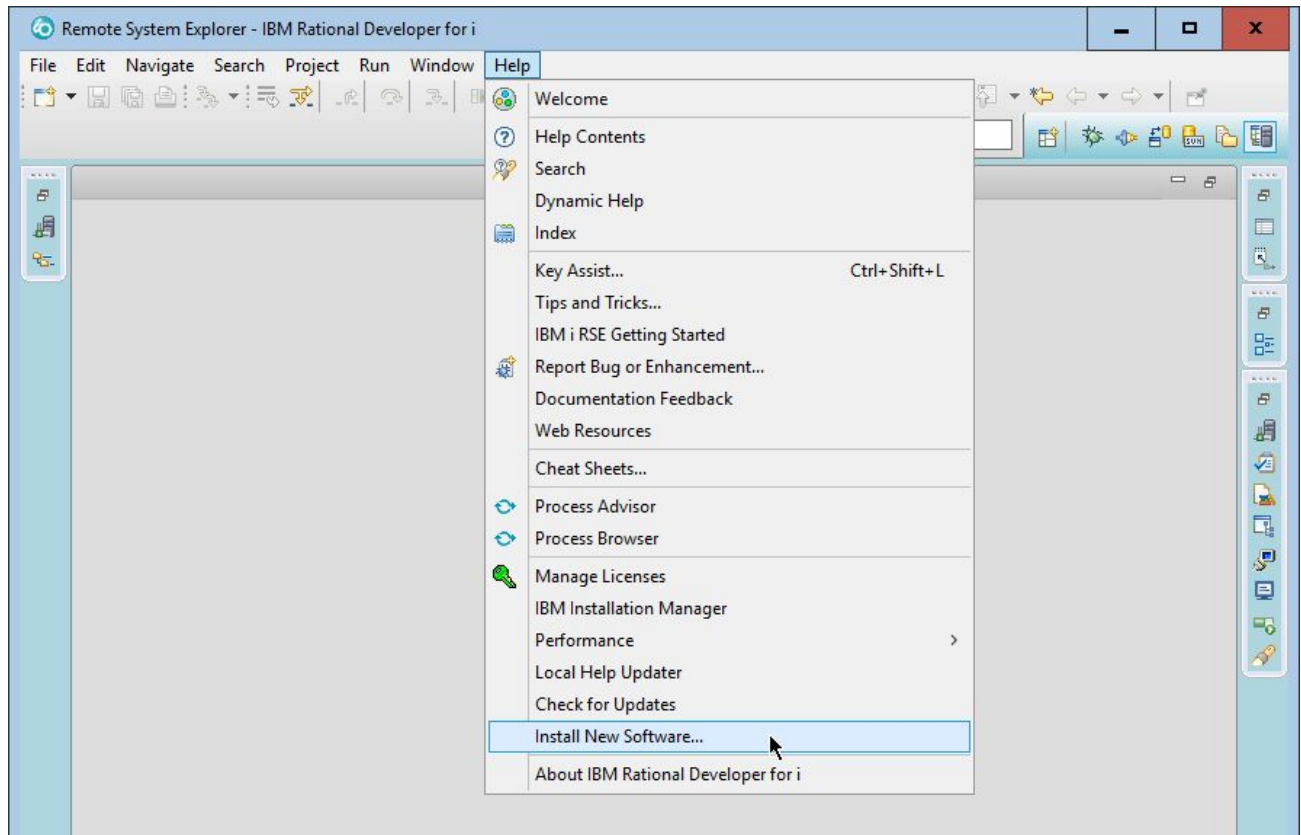 Remote System Explorer - IBM Rational Developer for i
File Edit Navigate Search Project Run Window Help
Welcome
Help Contents
Search
Dynamic Help
Index
Key Assist... Ctrl+Shift+L
Tips and Tricks...
IBM i RSE Getting Started
Report Bug or Enhancement...
Documentation Feedback
Web Resources
Cheat Sheets...
Process Advisor
Process Browser
Manage Licenses
IBM Installation Manager
Performance
Local Help Updater
Check for Updates
Install New Software...
About IBM Rational Developer for i